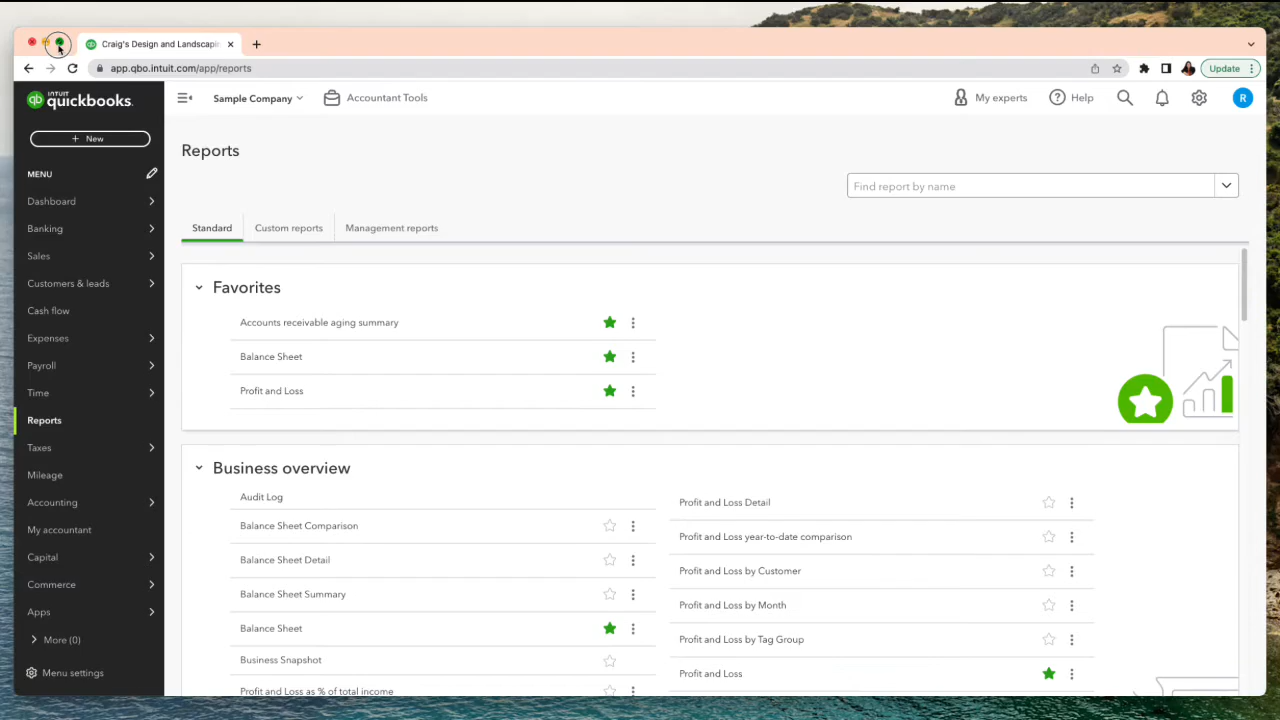 Craig's Design and Landscapin
app.qbo.intuit.com/app/reports
Update
INTUIT
quickbooks.
Sample Company
Accountant Tools
My experts
Help
R
+ New
MENU
Dashboard
Banking
Sales
Customers & leads
Cash flow
Expenses
Payroll
Time
Reports
Taxes
Mileage
Accounting
My accountant
Capital
Commerce
Apps
More (0)
Menu settings
Reports
Find report by name
Standard
Custom reports
Management reports
Favorites
Accounts receivable aging summary
Balance Sheet
Profit and Loss
Business overview
Audit Log
Balance Sheet Comparison
Balance Sheet Detail
Balance Sheet Summary
Balance Sheet
Business Snapshot
Profit and Loss as % of total income
Profit and Loss Detail
Profit and Loss year-to-date comparison
Profit and Loss by Customer
Profit and Loss by Month
Profit and Loss by Tag Group
Profit and Loss